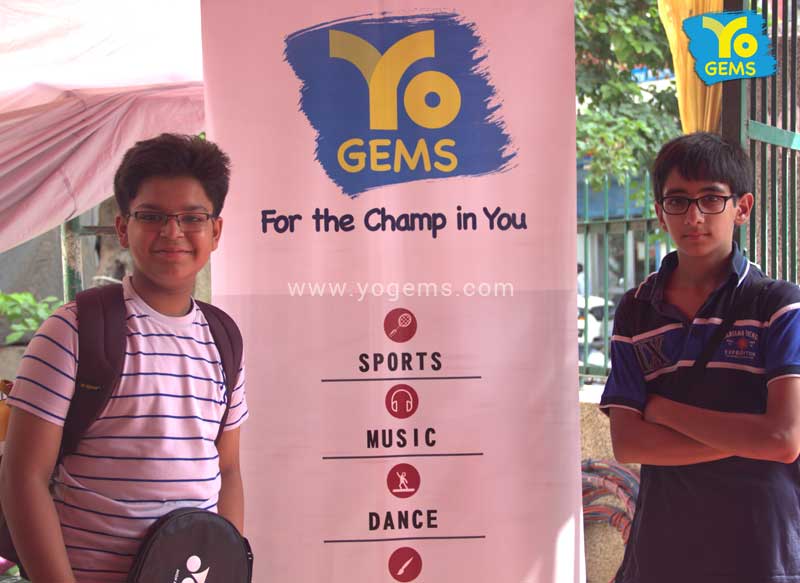 Yo
GEMS
Yo
GEMS
For the Champ in You
www.yogems.com
SPORTS
MUSIC
DANCE